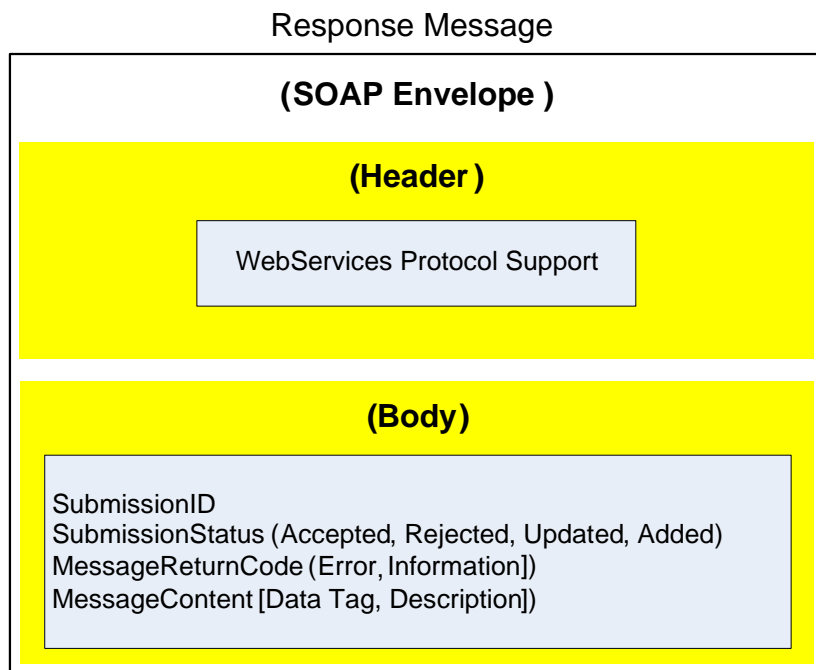 Response Message
(SOAP Envelope )
(Header )
WebServices Protocol Support
(Body)
SubmissionID
SubmissionStatus (Accepted, Rejected, Updated, Added)
MessageReturnCode (Error, Information])
MessageContent [Data Tag, Description])